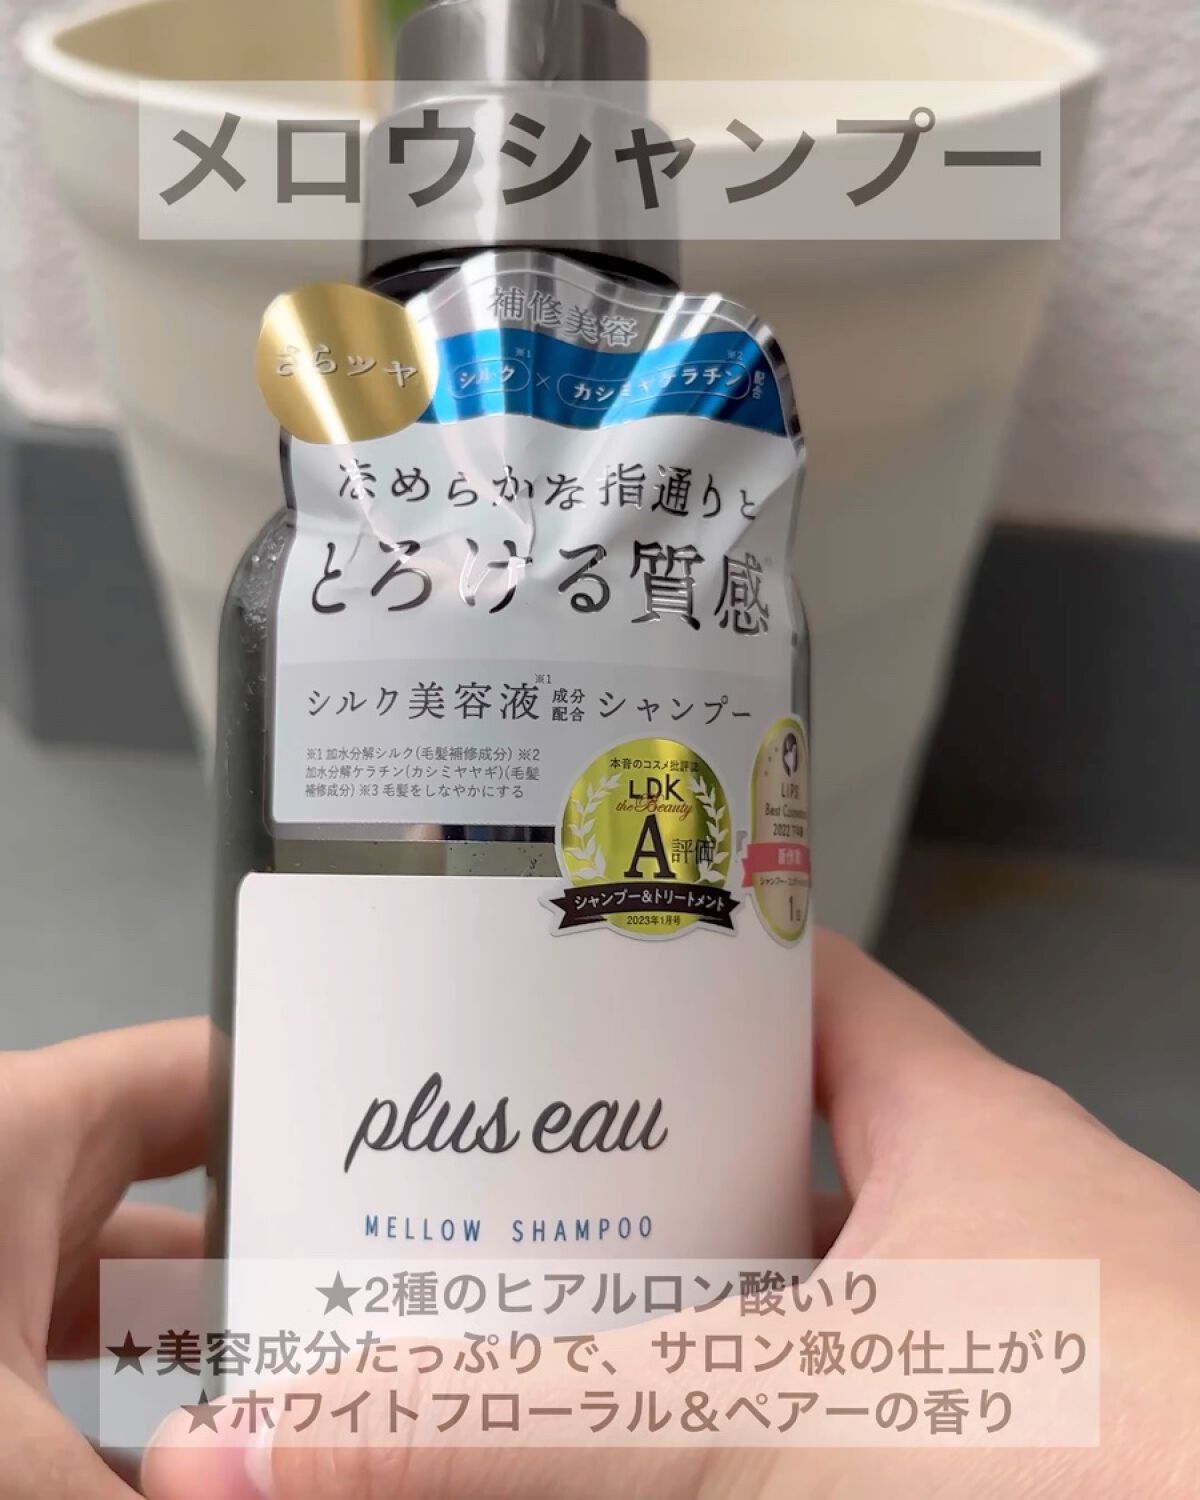 メロウシャンプー
補修美容
さらツヤ
シルク※1 × カシミヤケラチン※2 配合
なめらかな指通りと
とろける質感
シルク美容液※1 成分配合 シャンプー
※1 加水分解シルク(毛髪補修成分) ※2
加水分解ケラチン(カシミヤヤギ)(毛髪
補修成分) ※3 毛髪をしなやかにする
本音のコスメ批評誌
LDK
the Beauty
A評価
シャンプー&トリートメント
2023年1月号
LIPS
Best Cosmetics
2022
1位
plus eau
MELLOW SHAMPOO
★2種のヒアルロン酸いり
★美容成分たっぷりで、サロン級の仕上がり
★ホワイトフローラル&ペアーの香り